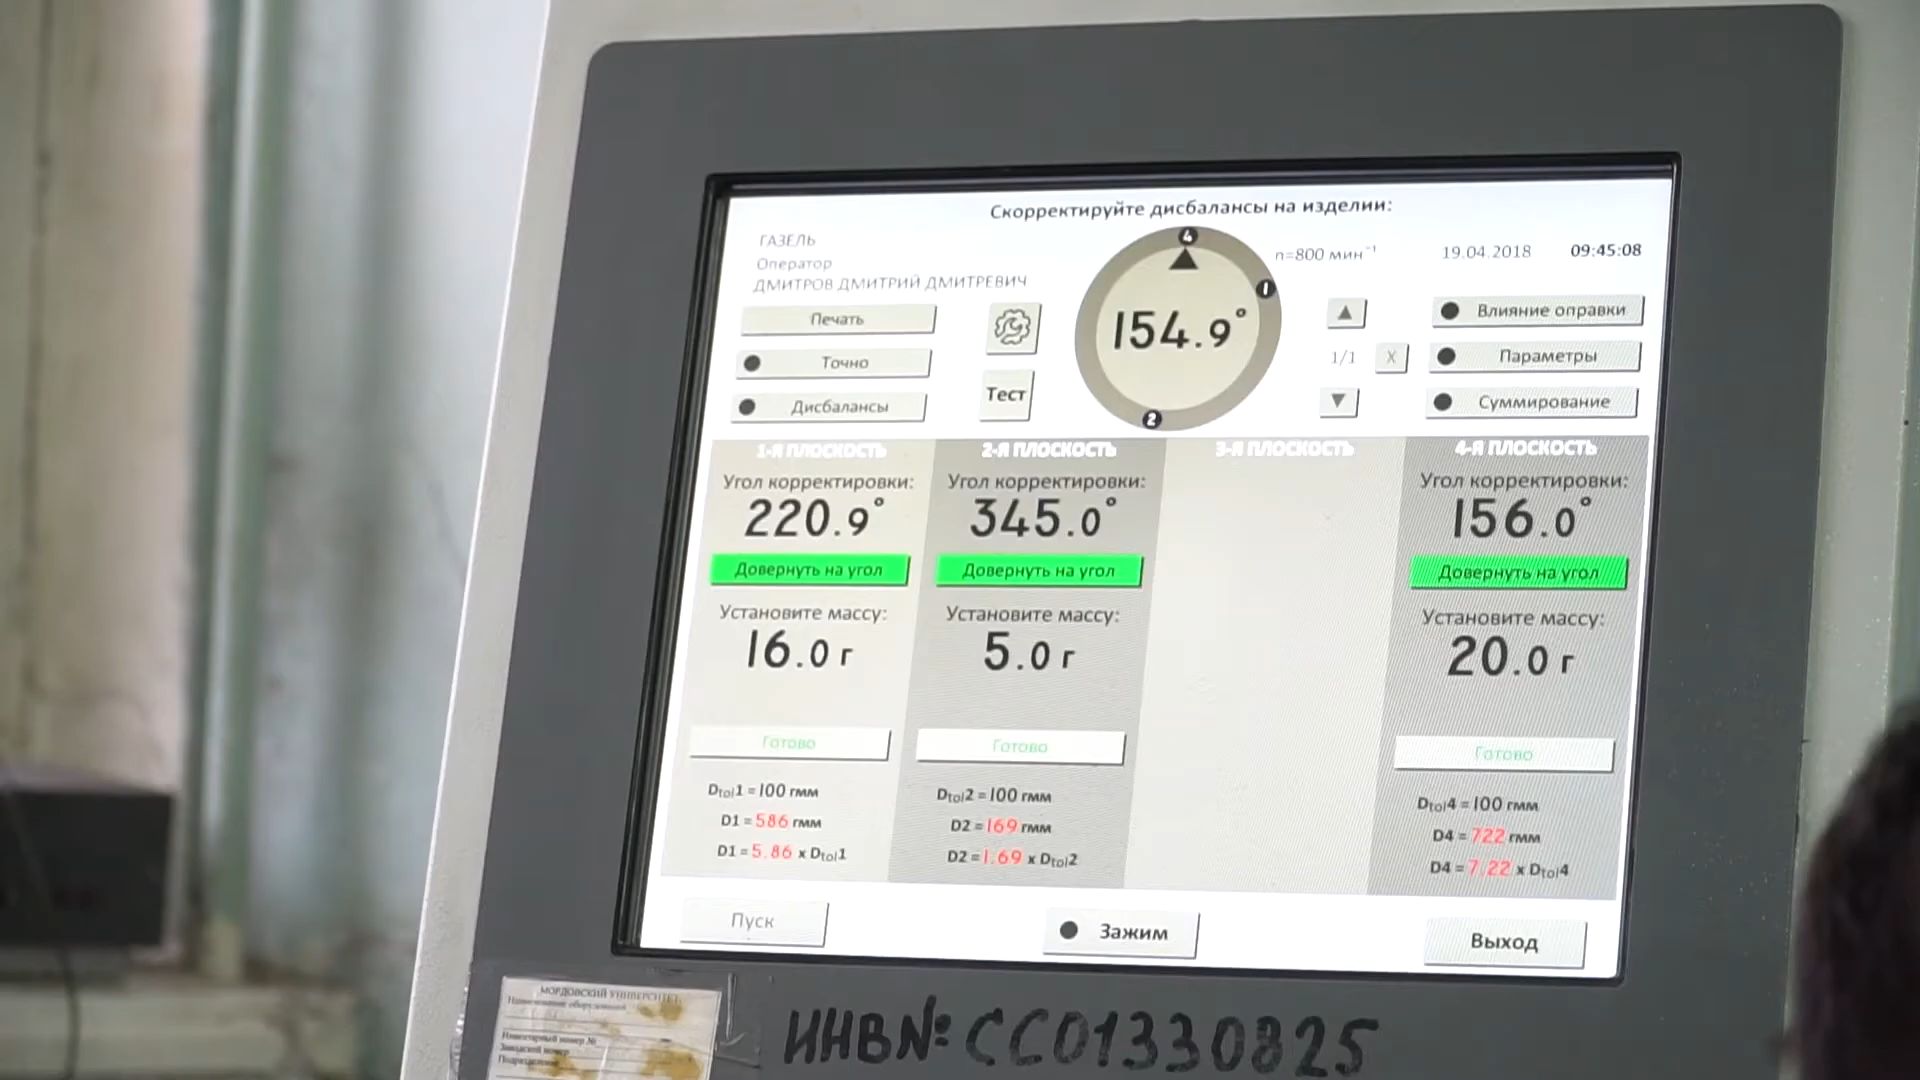 Скорректируйте дисбалансы на изделии:
ГАЗЕЛЬ
Оператор
ДМИТРОВ ДМИТРИЙ ДМИТРЕВИЧ
n=800 мин⁻¹
19.04.2018
09:45:08
Печать
Точно
Дисбалансы
Тест
4
1
154.9°
2
1/1
X
Влияние оправки
Параметры
Суммирование
1-Я ПЛОСКОСТЬ
Угол корректировки:
220.9°
Довернуть на угол
Установите массу:
16.0 г
Готово
Dtol1 = 100 гмм
D1 = 586 гмм
D1 = 5.86 x Dtol1
2-Я ПЛОСКОСТЬ
Угол корректировки:
345.0°
Довернуть на угол
Установите массу:
5.0 г
Готово
Dtol2 = 100 гмм
D2 = 169 гмм
D2 = 1.69 x Dtol2
3-Я ПЛОСКОСТЬ
4-Я ПЛОСКОСТЬ
Угол корректировки:
156.0°
Довернуть на угол
Установите массу:
20.0 г
Готово
Dtol4 = 100 гмм
D4 = 722 гмм
D4 = 7.22 x Dtol4
Пуск
Зажим
Выход
МОРДОВСКИЙ УНИВЕРСИТЕТ
Наименование оборудования
Инвентарный номер №
Заводской номер
Подразделение
ИНВ№:СС01330825